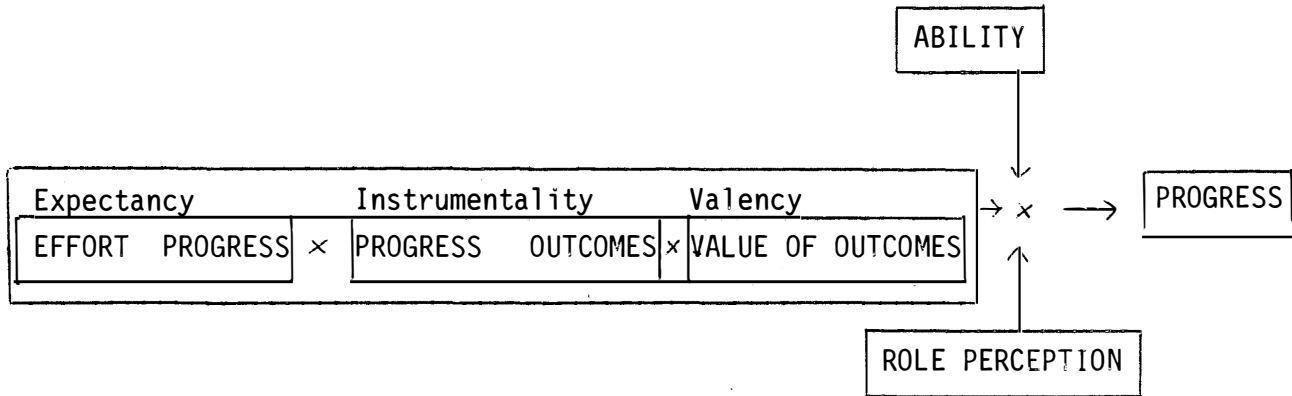 ABILITY
Expectancy Instrumentality Valency
EFFORT PROGRESS × PROGRESS OUTCOMES × VALUE OF OUTCOMES → × → PROGRESS
ROLE PERCEPTION